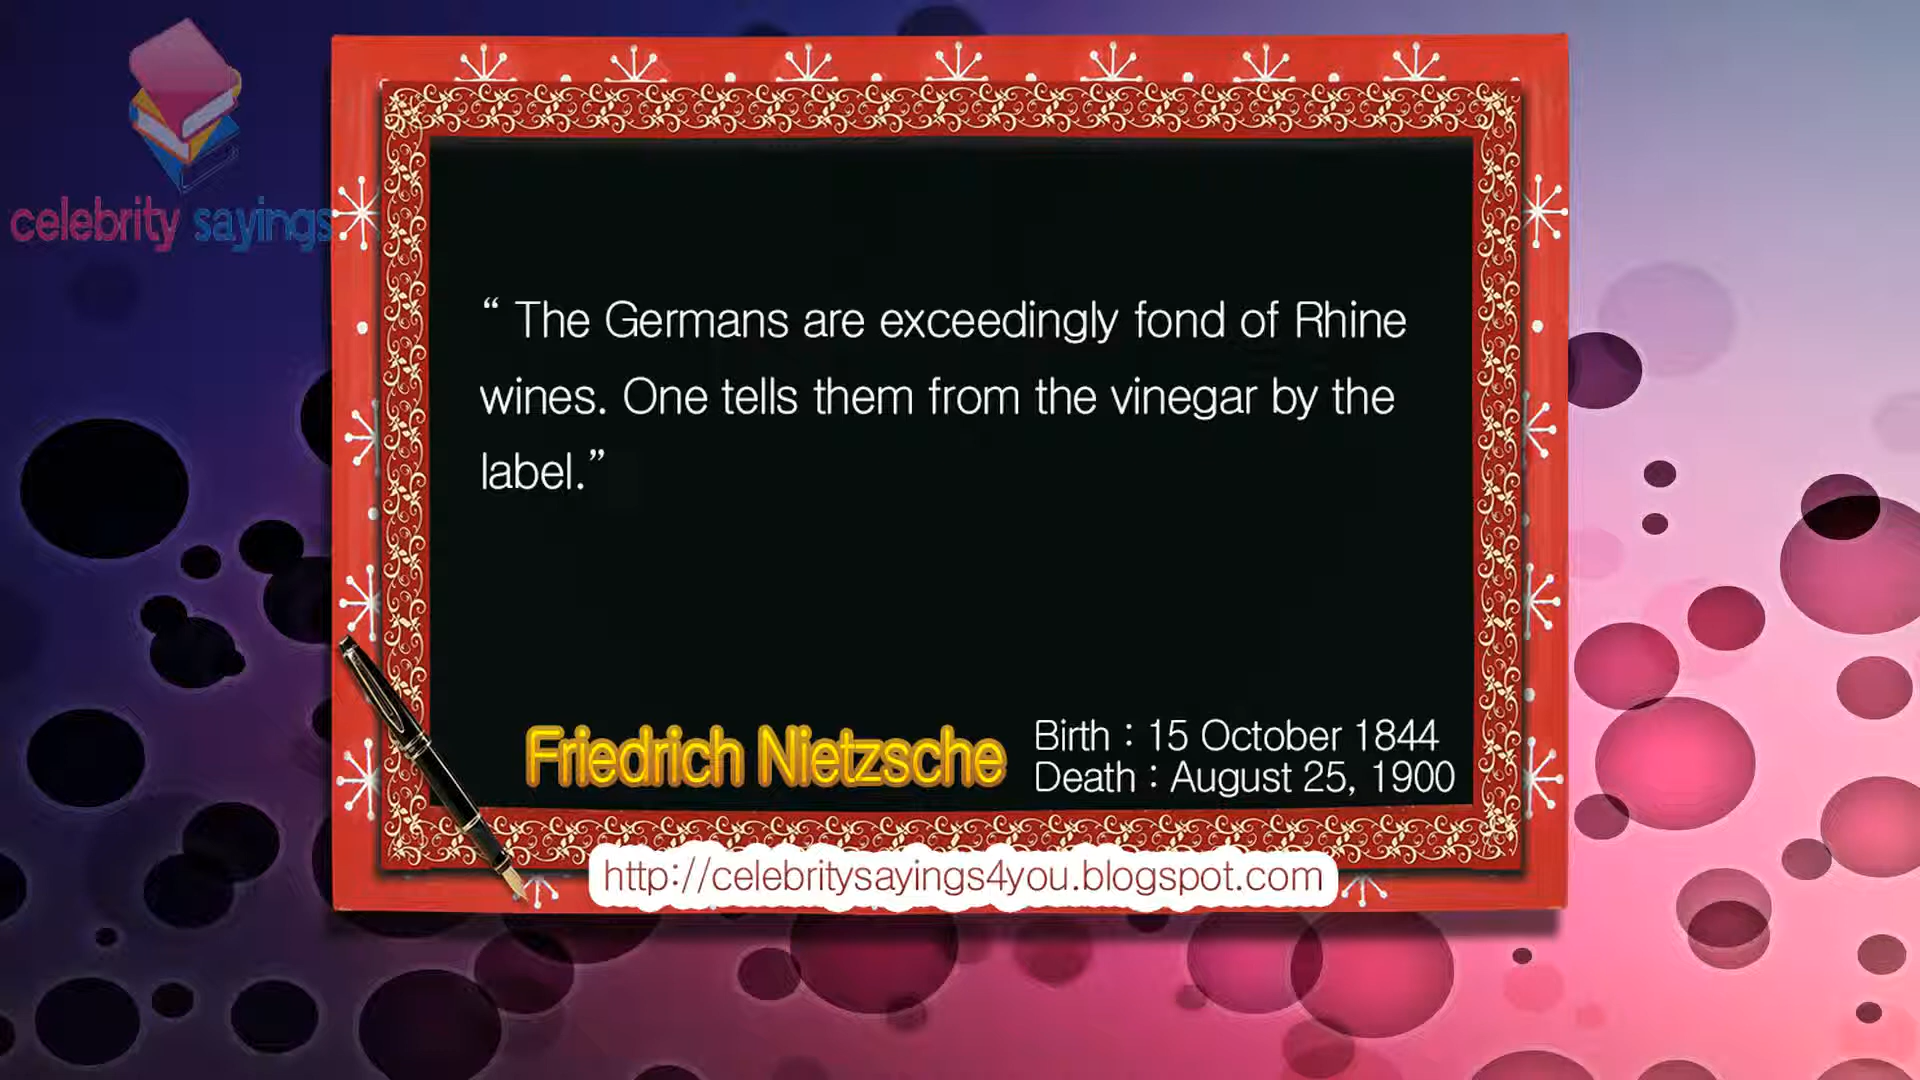 celebrity sayings
“ The Germans are exceedingly fond of Rhine
wines. One tells them from the vinegar by the
label.”
Friedrich Nietzsche
Birth : 15 October 1844
Death : August 25, 1900
http://celebritysayings4you.blogspot.com